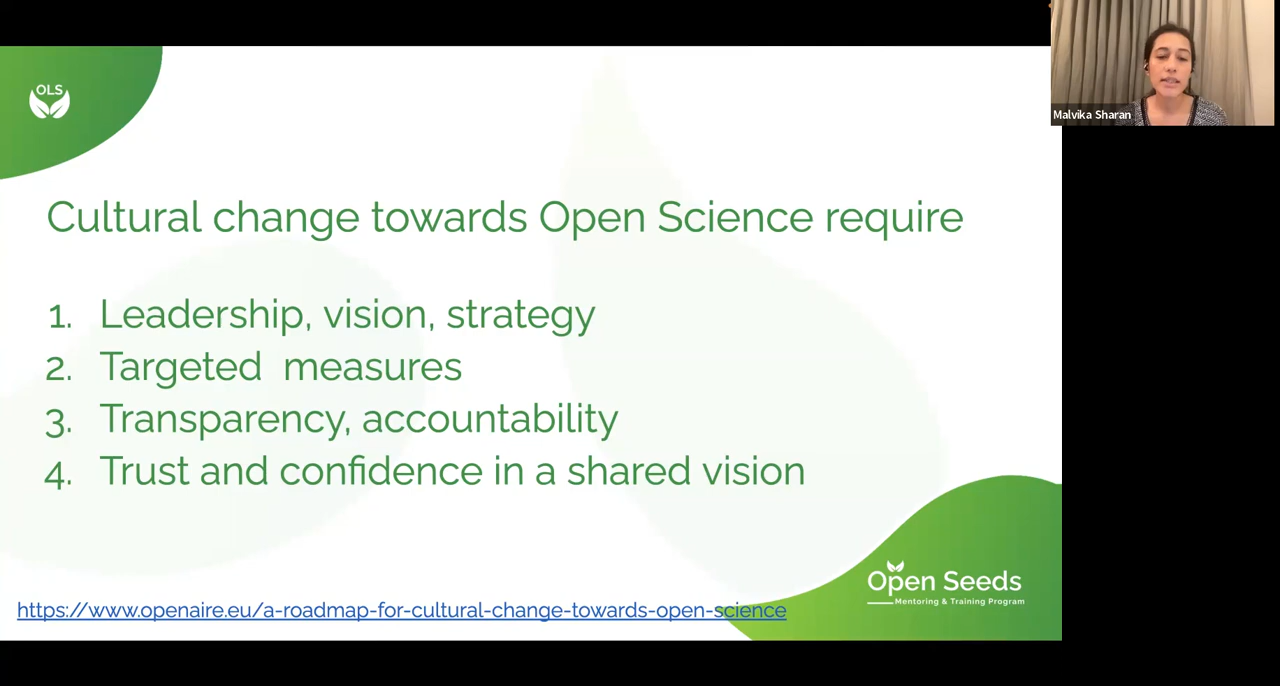 OLS
Malvika Sharan
Cultural change towards Open Science require
1. Leadership, vision, strategy
2. Targeted  measures
3. Transparency, accountability
4. Trust and confidence in a shared vision
Open Seeds
Mentoring & Training Program
https://www.openaire.eu/a-roadmap-for-cultural-change-towards-open-science